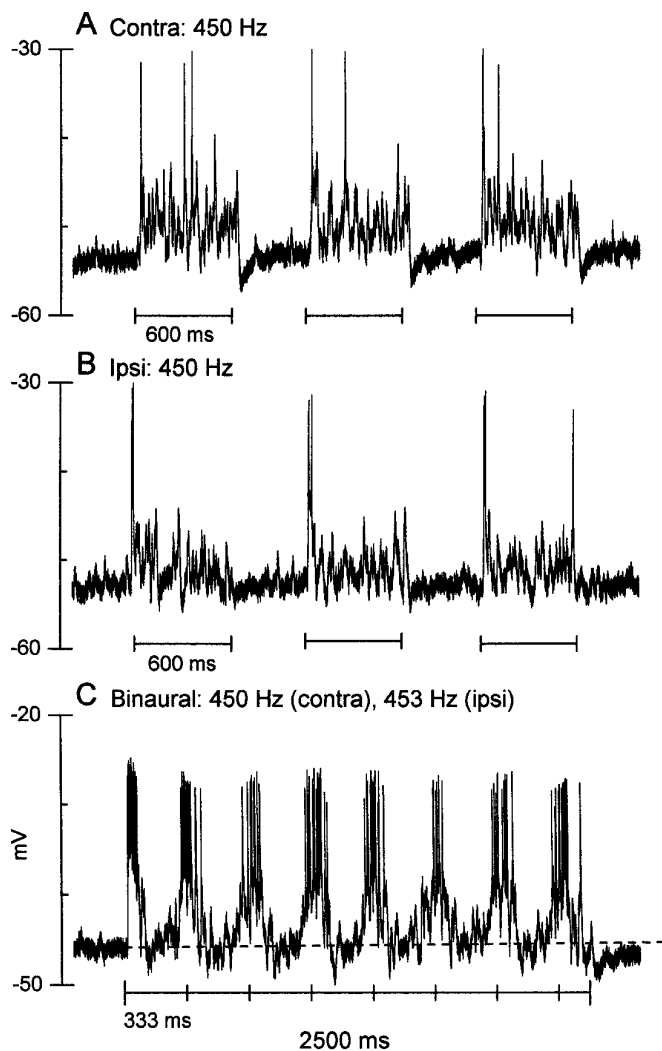 A Contra: 450 Hz
-30
-60
600 ms
B Ipsi: 450 Hz
-30
-60
600 ms
C Binaural: 450 Hz (contra), 453 Hz (ipsi)
-20
mV
-50
333 ms
2500 ms